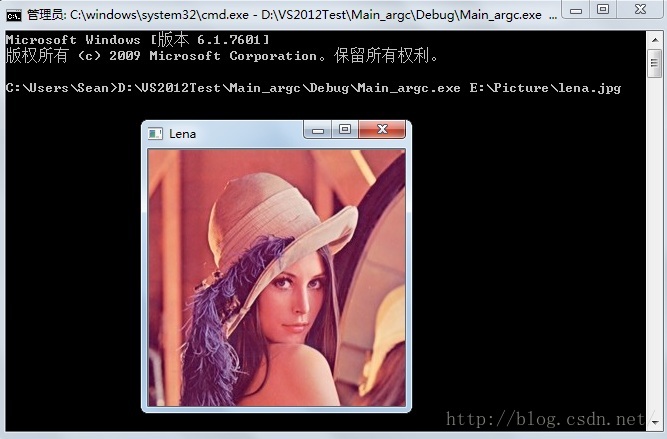 管理员: C:\windows\system32\cmd.exe - D:\VS2012Test\Main_argc\Debug\Main_argc.exe ...
Microsoft Windows [版本 6.1.7601]
版权所有 (c) 2009 Microsoft Corporation。保留所有权利。
C:\Users\Sean>D:\VS2012Test\Main_argc\Debug\Main_argc.exe E:\Picture\lena.jpg
Lena
http://blog.csdn.net/